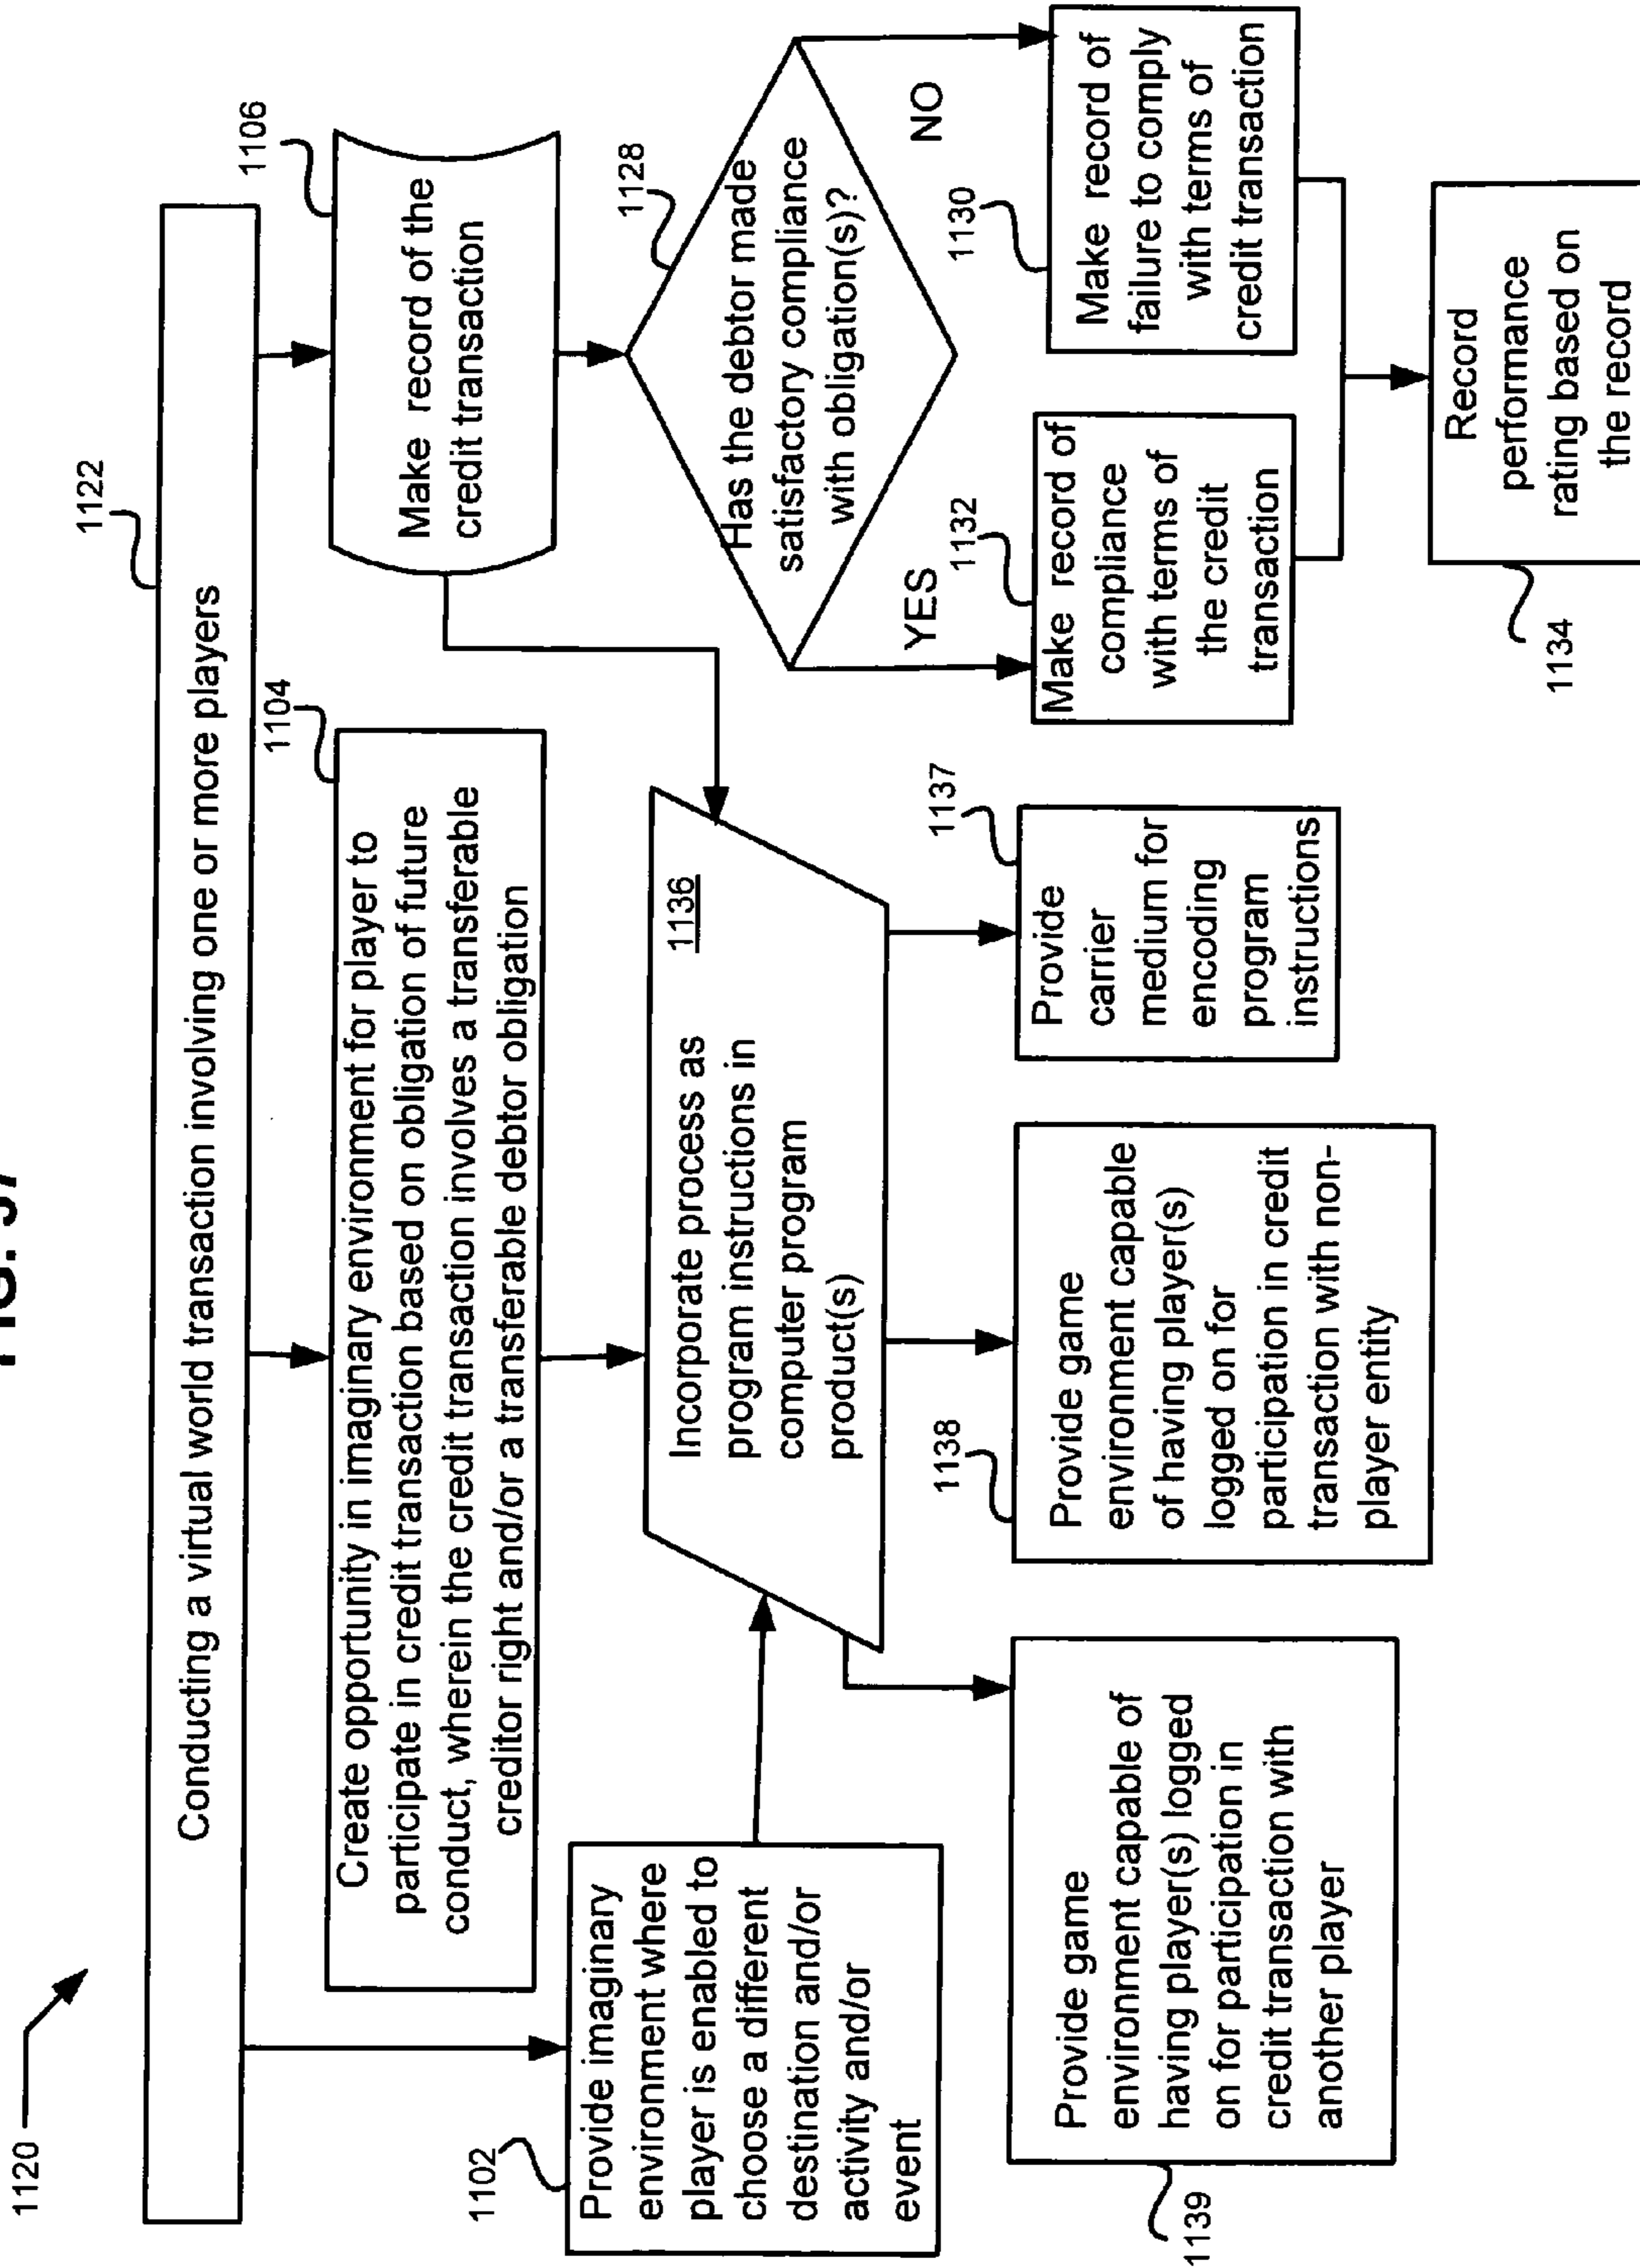 FIG. 37
1120
1122
Conducting a virtual world transaction involving one or more players
1102
Provide imaginary
environment where
player is enabled to
choose a different
destination and/or
activity and/or
event
1104
Create opportunity in imaginary environment for player to
participate in credit transaction based on obligation of future
conduct, wherein the credit transaction involves a transferable
creditor right and/or a transferable debtor obligation
1106
Make record of the
credit transaction
1136
Incorporate process as
program instructions in
computer program
product(s)
1128
Has the debtor made
satisfactory compliance
with obligation(s)?
YES
NO
1139
Provide game
environment capable of
having player(s) logged
on for participation in
credit transaction with
another player
1138
Provide game
environment capable
of having player(s)
logged on for
participation in credit
transaction with non-
player entity
1137
Provide
carrier
medium for
encoding
program
instructions
1132
Make record of
compliance
with terms of
the credit
transaction
1130
Make record of
failure to comply
with terms of
credit transaction
1134
Record
performance
rating based on
the record